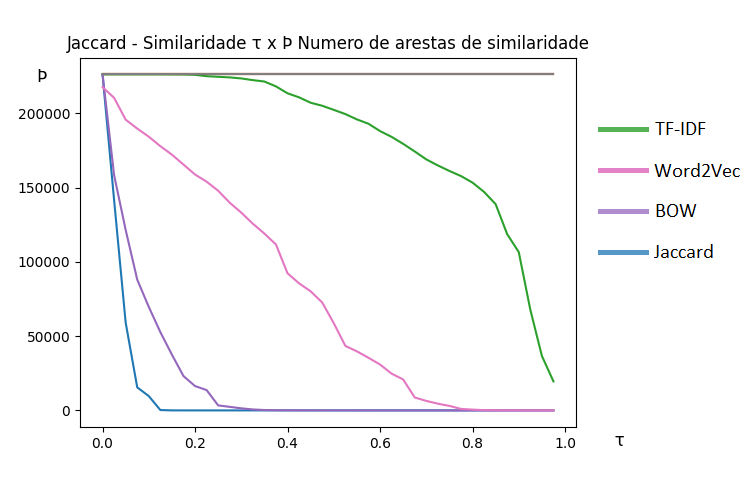 Jaccard - Similaridade τ x Þ Numero de arestas de similaridade
Þ
200000
150000
100000
50000
0
0.0 0.2 0.4 0.6 0.8 1.0
τ
TF-IDF
Word2Vec
BOW
Jaccard